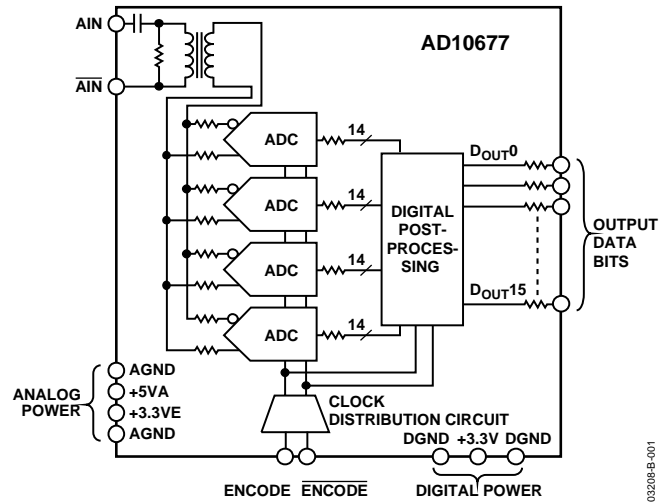 AIN
AD10677
AIN
ADC
14
DOUT0
ADC
14
DIGITAL
POST-
PROCES-
SING
OUTPUT
DATA
BITS
ADC
14
DOUT15
ADC
14
ANALOG
POWER
AGND
+5VA
+3.3VE
AGND
CLOCK
DISTRIBUTION CIRCUIT
DGND +3.3V DGND
ENCODE ENCODE
DIGITAL POWER
03208-B-001